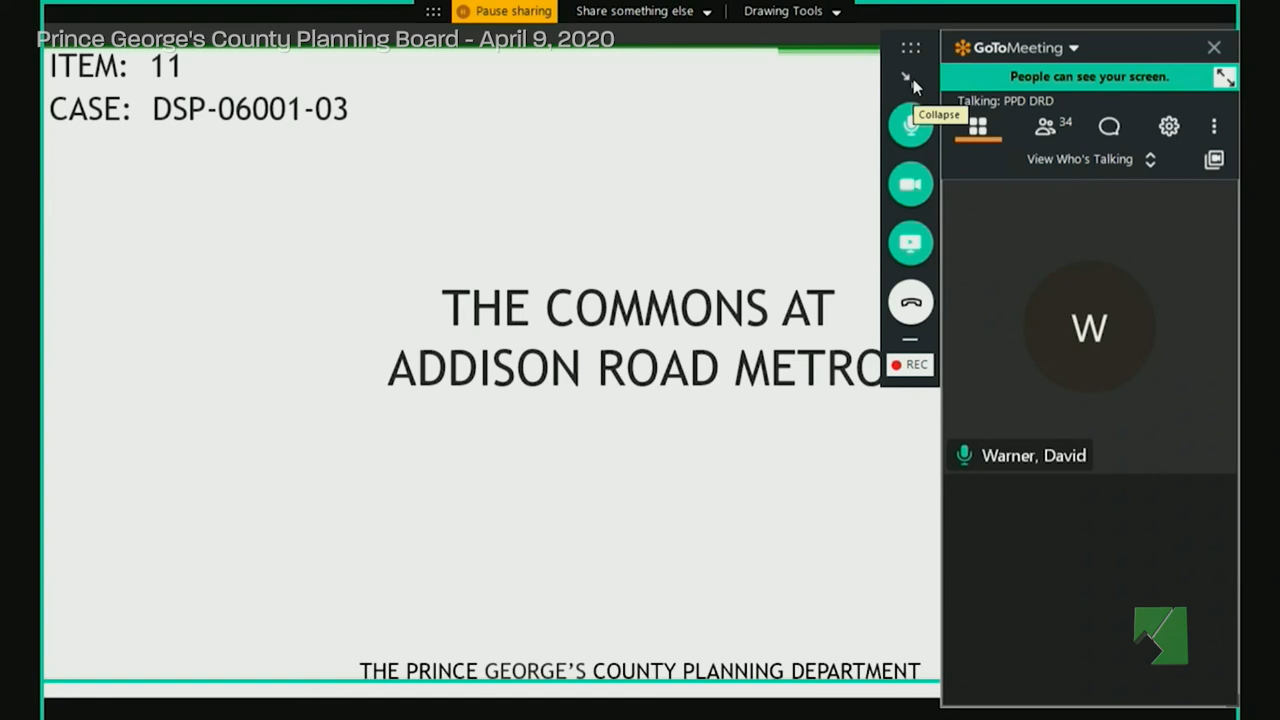 Pause sharing
Share something else
Drawing Tools
Prince George's County Planning Board - April 9, 2020
ITEM: 11
CASE: DSP-06001-03
THE COMMONS AT
ADDISON ROAD METRO
THE PRINCE GEORGE'S COUNTY PLANNING DEPARTMENT
Collapse
REC
GoToMeeting
People can see your screen.
Talking: PPD DRD
34
View Who's Talking
W
Warner, David